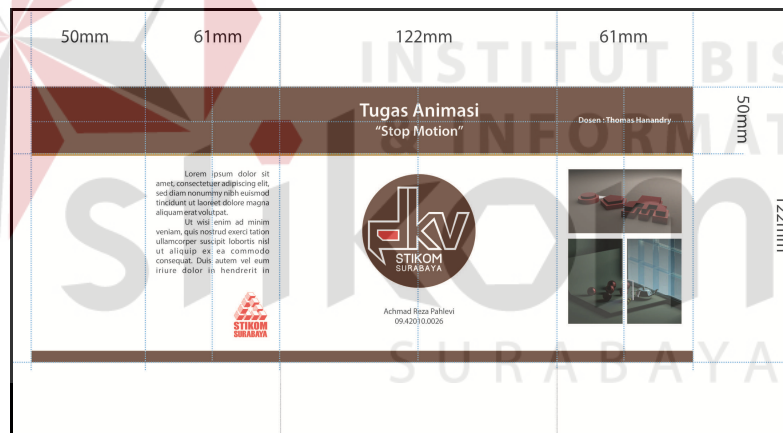 50mm
61mm
122mm
61mm
INSTITUT BIS
& INFORMAT
stikom
SURABAYA
Tugas Animasi
“Stop Motion”
Dosen : Thomas Hanandry
50mm
122mm
Lorem ipsum dolor sit
amet, consectetuer adipiscing elit,
sed diam nonummy nibh euismod
tincidunt ut laoreet dolore magna
aliquam erat volutpat.
Ut wisi enim ad minim
veniam, quis nostrud exerci tation
ullamcorper suscipit lobortis nisl
ut aliquip ex ea commodo
consequat. Duis autem vel eum
iriure dolor in hendrerit in
STIKOM
SURABAYA
dkv
STIKOM
SURABAYA
Achmad Reza Pahlevi
09.42010.0026